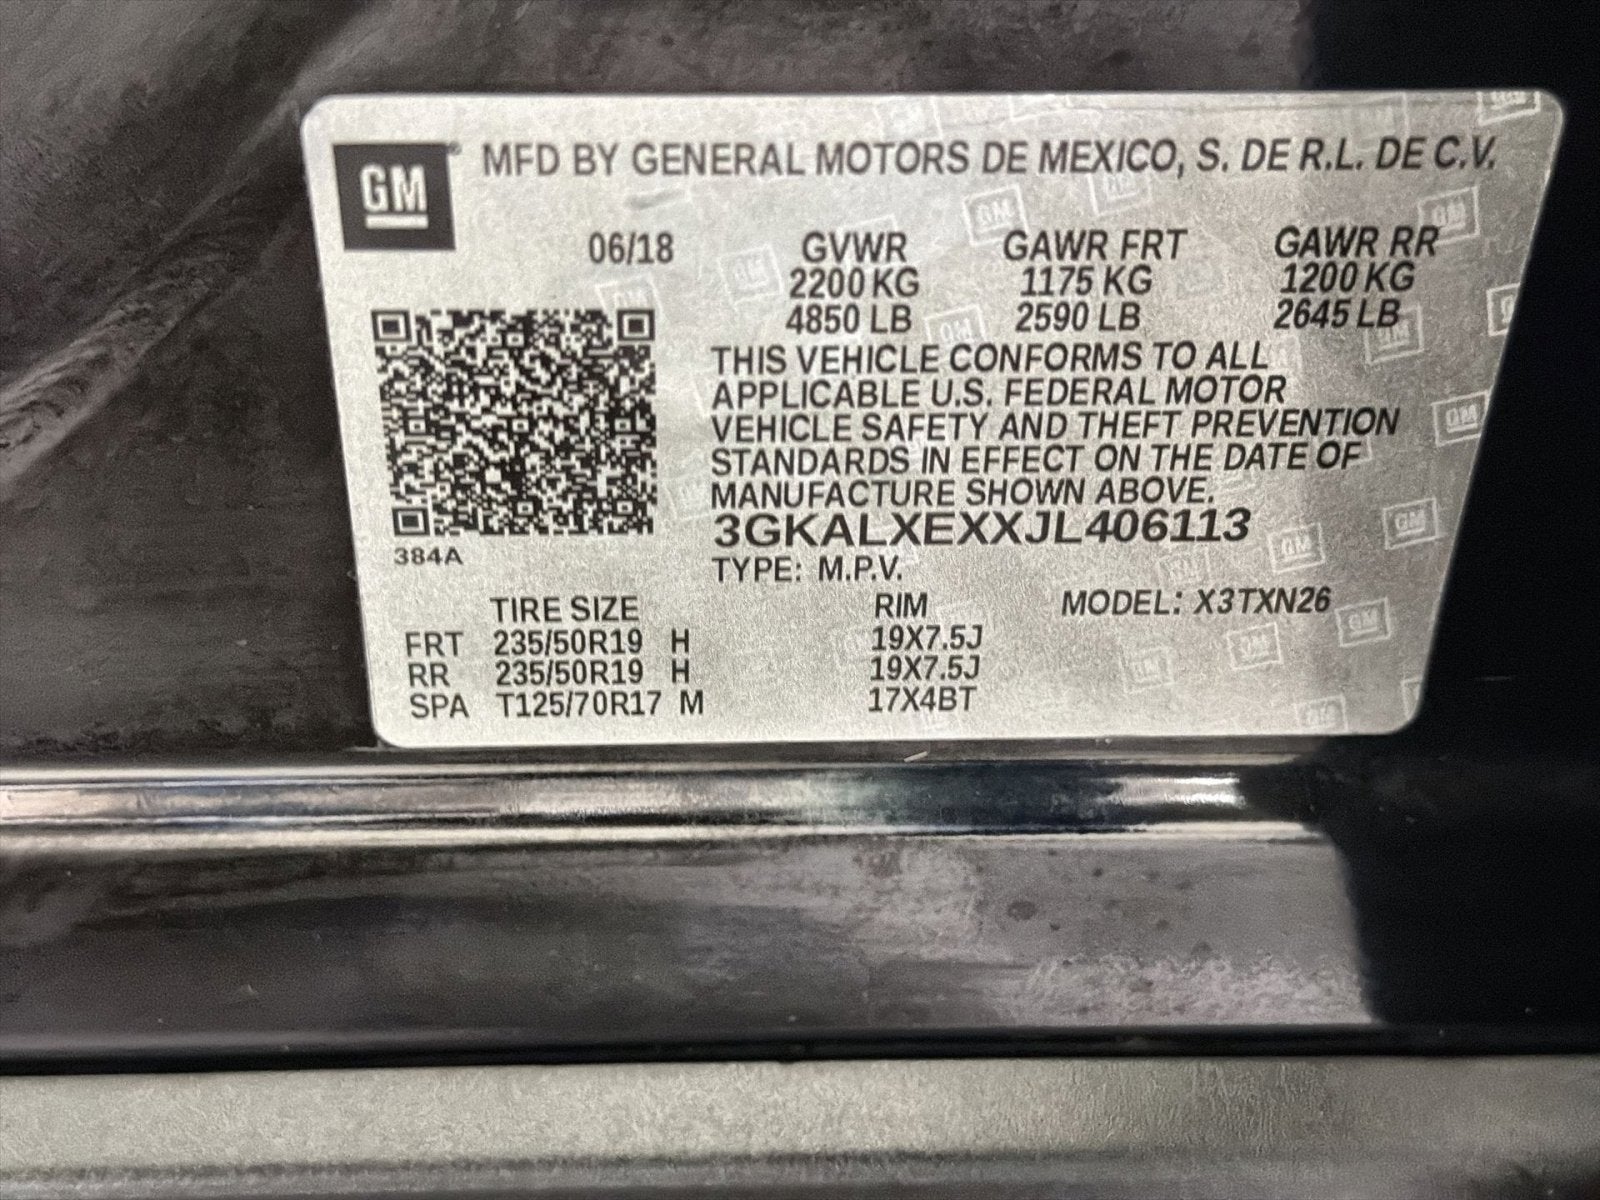 GM® MFD BY GENERAL MOTORS DE MEXICO, S. DE R.L. DE C.V.
06/18 GVWR GAWR FRT GAWR RR
2200 KG 1175 KG 1200 KG
4850 LB 2590 LB 2645 LB
THIS VEHICLE CONFORMS TO ALL
APPLICABLE U.S. FEDERAL MOTOR
VEHICLE SAFETY AND THEFT PREVENTION
STANDARDS IN EFFECT ON THE DATE OF
MANUFACTURE SHOWN ABOVE.
3GKALXEXXJL406113
384A
TYPE: M.P.V.
TIRE SIZE RIM MODEL: X3TXN26
FRT 235/50R19 H 19X7.5J
RR 235/50R19 H 19X7.5J
SPA T125/70R17 M 17X4BT